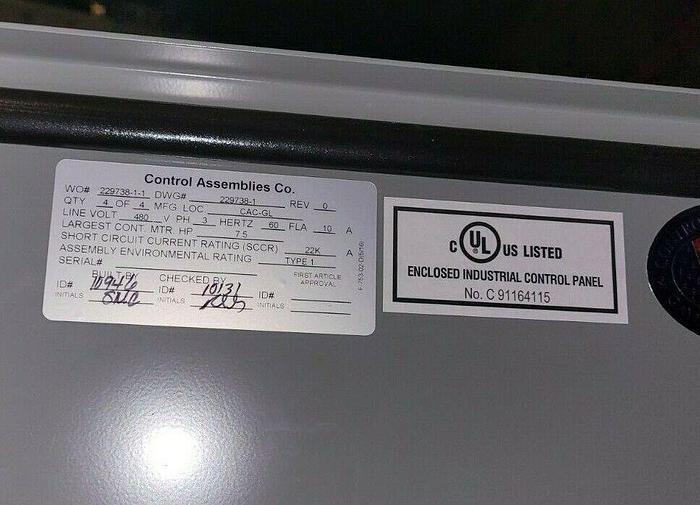 Control Assemblies Co.
WO# 229738-1-1 DWG# 229738-1 REV 0
QTY 4 OF 4 MFG LOC CAC-GL
LINE VOLT 480 V PH 3 HERTZ 60 FLA 10 A
LARGEST CONT. MTR. HP 7.5
SHORT CIRCUIT CURRENT RATING (SCCR) 22K A
ASSEMBLY ENVIRONMENTAL RATING TYPE 1
SERIAL#
BUILT BY CHECKED BY FIRST ARTICLE APPROVAL
ID# 10946 ID# 10131 ID#
INITIALS INITIALS INITIALS
C UL US LISTED
ENCLOSED INDUSTRIAL CONTROL PANEL
No. C 91164115